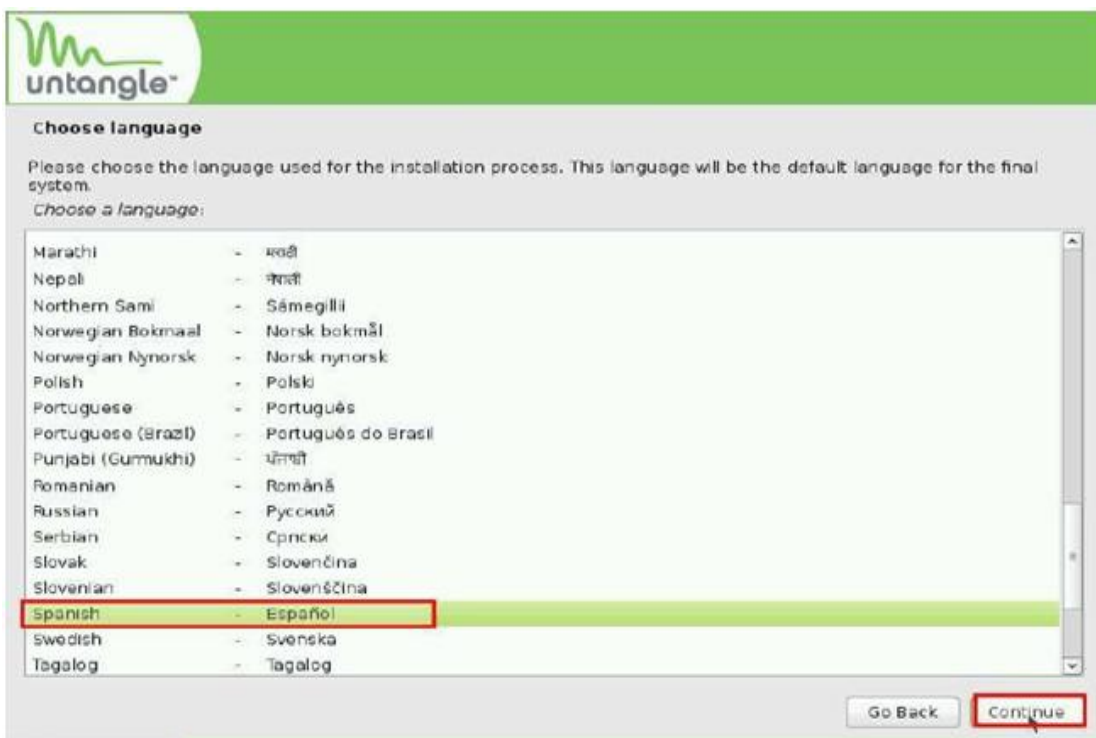 untangle™
Choose language
Please choose the language used for the installation process. This language will be the default language for the final
system.
Choose a language:
Marathi - मराठी
Nepali - नेपाली
Northern Sami - Sámegillii
Norwegian Bokmaal - Norsk bokmål
Norwegian Nynorsk - Norsk nynorsk
Polish - Polski
Portuguese - Português
Portuguese (Brazil) - Português do Brasil
Punjabi (Gurmukhi) - ਪੰਜਾਬੀ
Romanian - Română
Russian - Русский
Serbian - Српски
Slovak - Slovenčina
Slovenian - Slovenščina
Spanish - Español
Swedish - Svenska
Tagalog - Tagalog
Go Back Continue